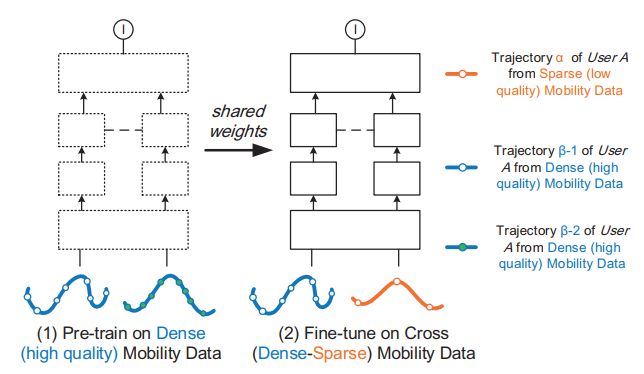 I
I
shared
weights
Trajectory α of User A
from Sparse (low
quality) Mobility Data
Trajectory β-1 of User
A from Dense (high
quality) Mobility Data
Trajectory β-2 of User
A from Dense (high
quality) Mobility Data
(1) Pre-train on Dense
(high quality) Mobility Data
(2) Fine-tune on Cross
(Dense-Sparse) Mobility Data